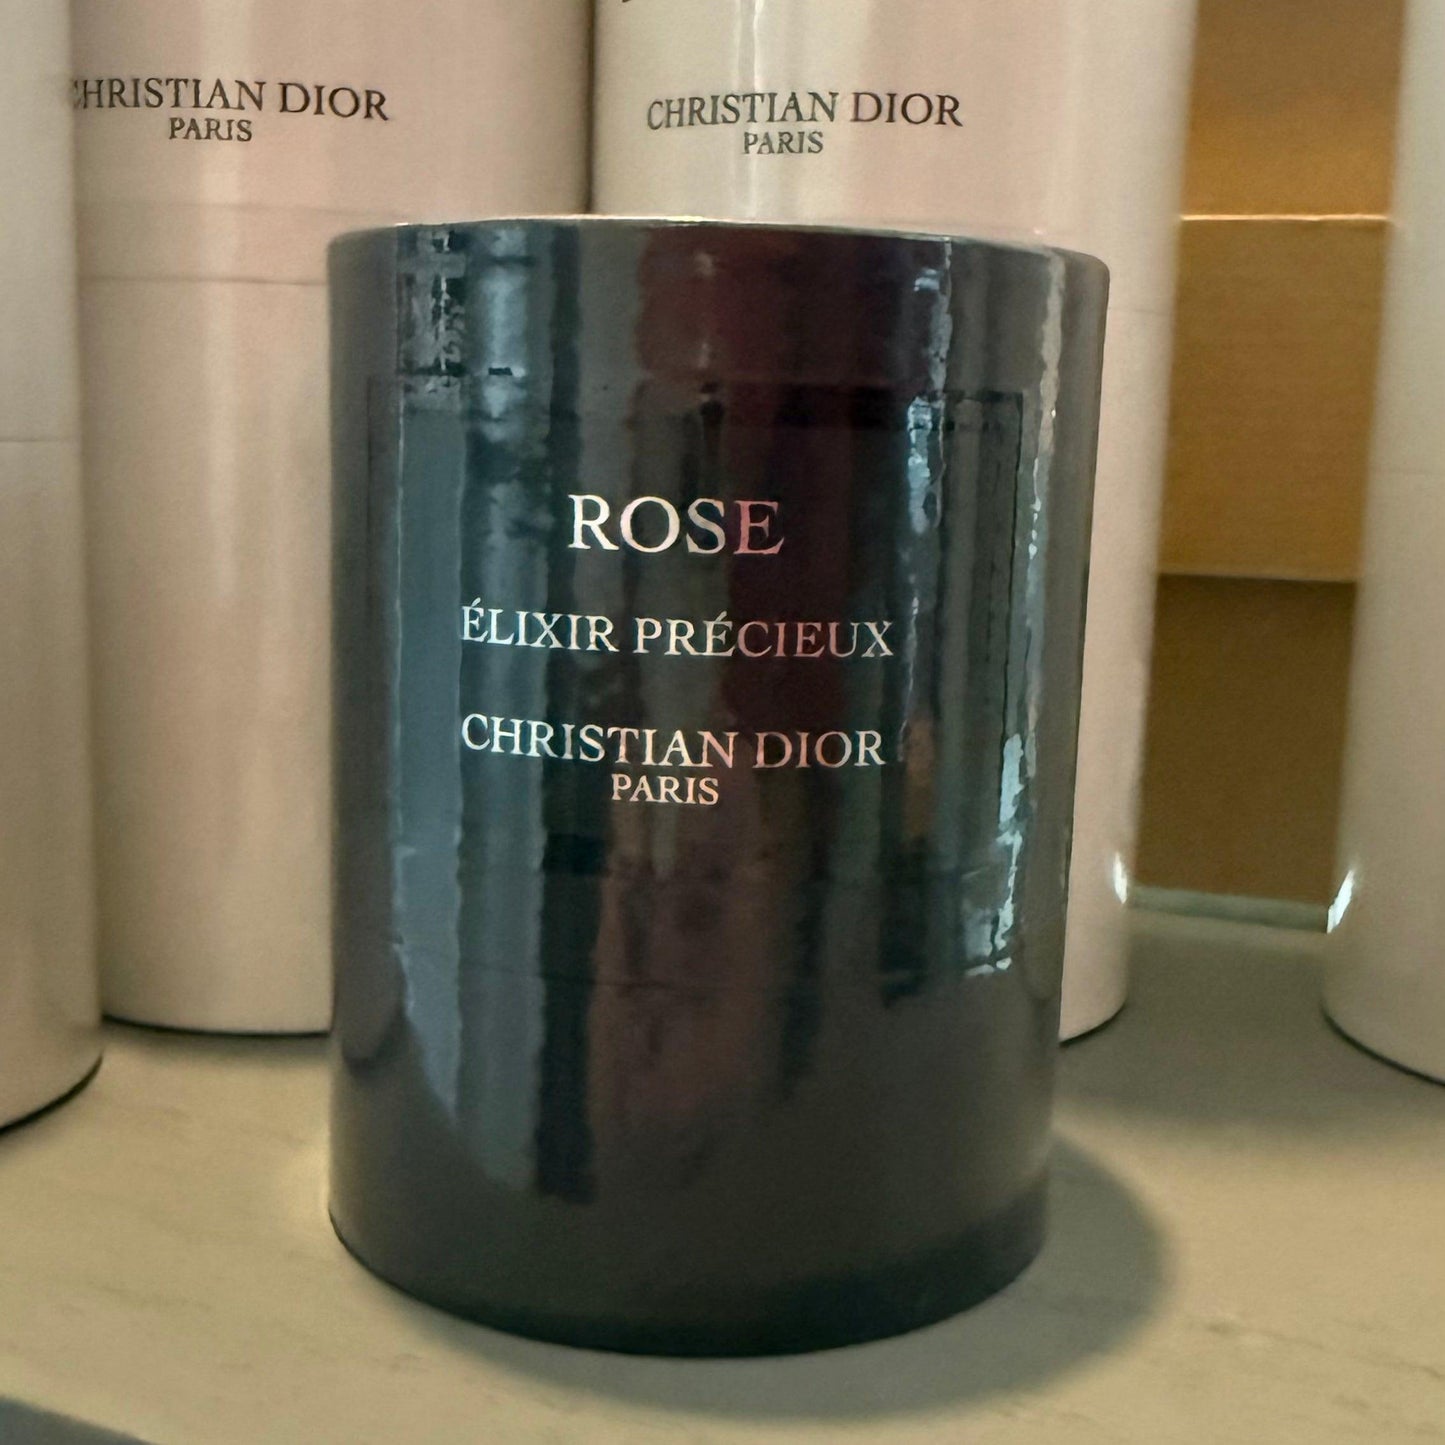 CHRISTIAN DIOR
PARIS
CHRISTIAN DIOR
PARIS
ROSE
ÉLIXIR PRÉCIEUX
CHRISTIAN DIOR
PARIS